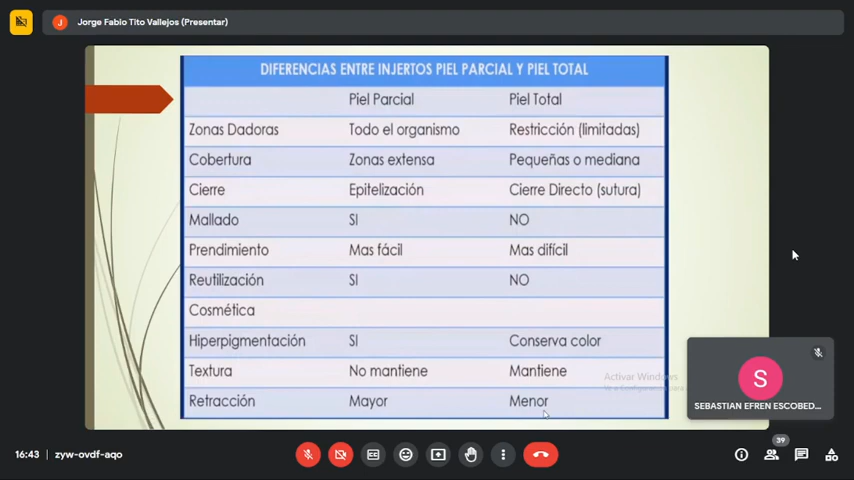 Jorge Fabio Tito Vallejos (Presentar)
DIFERENCIAS ENTRE INJERTOS PIEL PARCIAL Y PIEL TOTAL
Piel Parcial Piel Total
Zonas Dadoras Todo el organismo Restricción (limitadas)
Cobertura Zonas extensa Pequeñas o mediana
Cierre Epitelización Cierre Directo (sutura)
Mallado SI NO
Prendimiento Mas fácil Mas difícil
Reutilización SI NO
Cosmética
Hiperpigmentación SI Conserva color
Textura No mantiene Mantiene
Retracción Mayor Menor
Activar Windows
S
SEBASTIAN EFREN ESCOBED...
16:43 zyw-ovdf-aqo
39